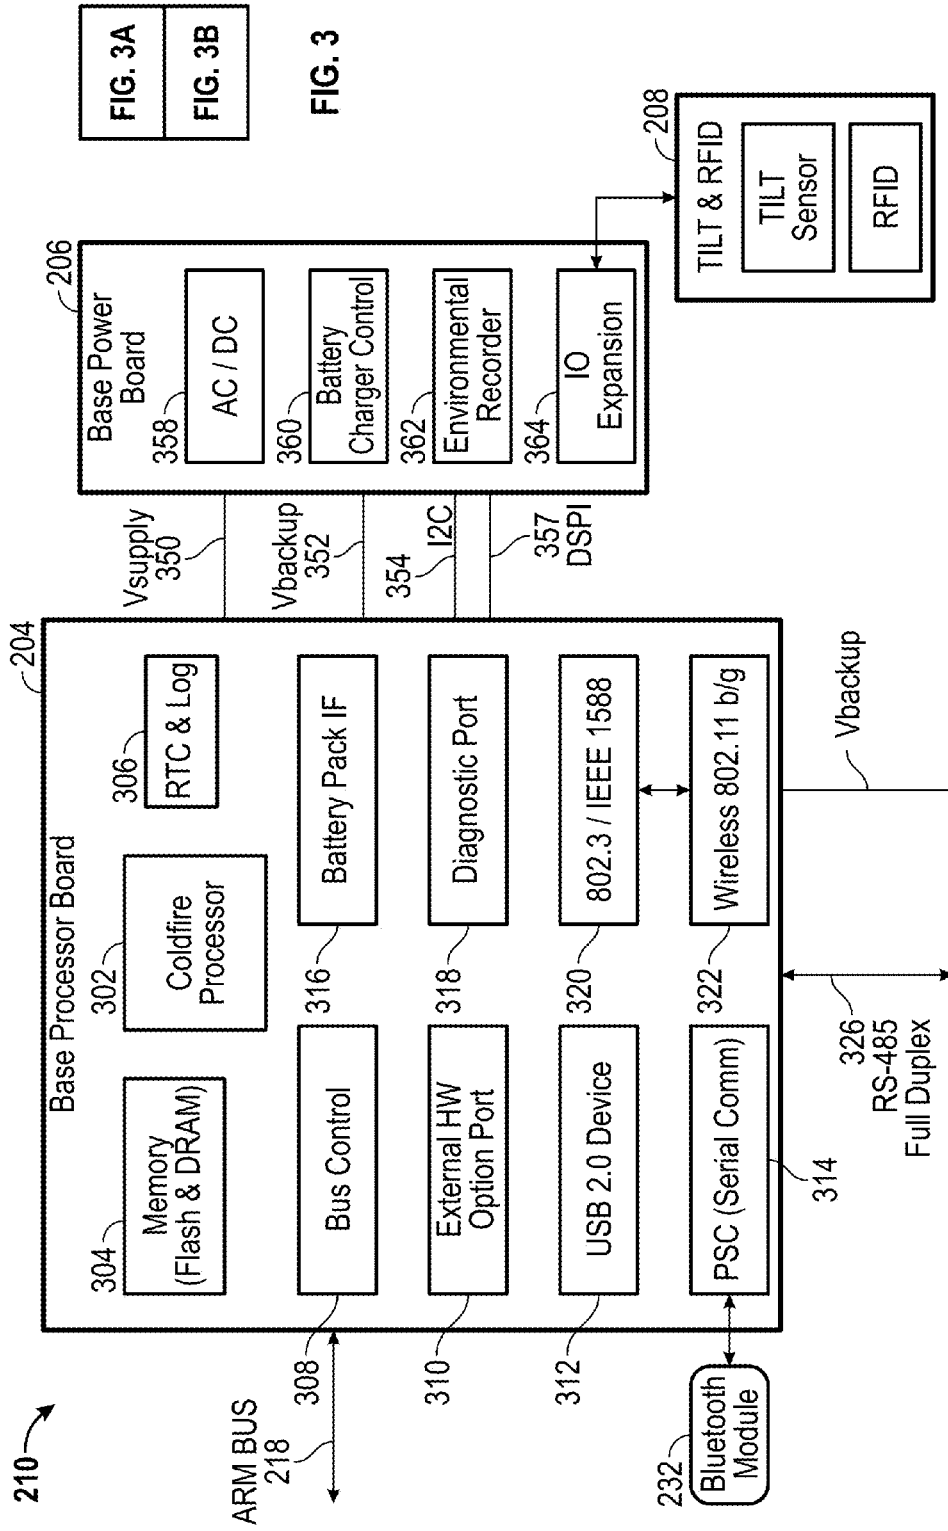 210
ARM BUS
218
Base Processor Board
204
304
Memory
(Flash & DRAM)
302
Coldfire
Processor
306
RTC & Log
308
Bus Control
316
Battery Pack IF
310
External HW
Option Port
318
Diagnostic Port
312
USB 2.0 Device
320
802.3 / IEEE 1588
314
PSC (Serial Comm)
322
Wireless 802.11 b/g
232
Bluetooth
Module
326
RS-485
Full Duplex
Vbackup
Vsupply
350
Vbackup
352
354
I2C
357
DSPI
Base Power
Board
206
358
AC / DC
360
Battery
Charger Control
362
Environmental
Recorder
364
IO
Expansion
208
TILT & RFID
TILT
Sensor
RFID
FIG. 3A
FIG. 3B
FIG. 3